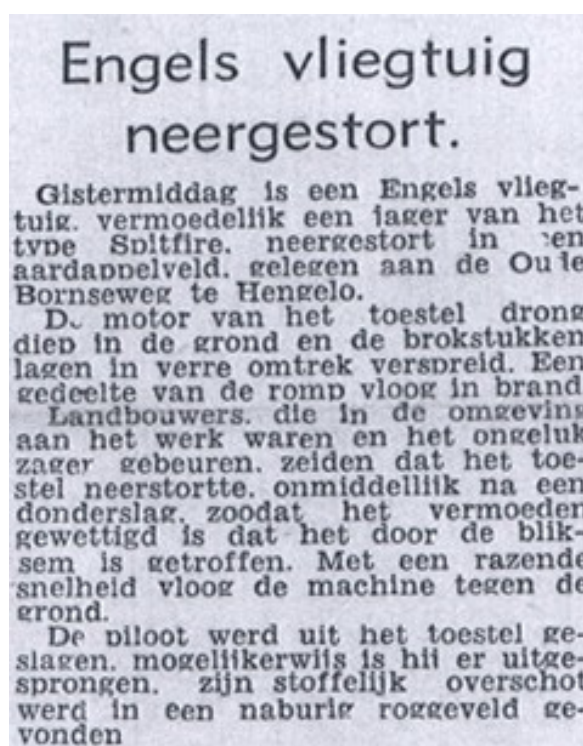 Engels vliegtuig
neergestort.
Gistermiddag is een Engels vlieg-
tuig, vermoedelijk een jager van het
type Spitfire, neergestort in een
aardappelveld, gelegen aan de Oude
Bornseweg te Hengelo.
De motor van het toestel drong
diep in de grond en de brokstukken
lagen in verre omtrek verspreid. Een
gedeelte van de romp vloog in brand
Landbouwers, die in de omgeving
aan het werk waren en het ongeluk
zagen gebeuren, zeiden dat het toe-
stel neerstortte, onmiddellijk na een
donderslag, zoodat het vermoeden
gewettigd is dat het door de blik-
sem is getroffen. Met een razende
snelheid vloog de machine tegen de
grond.
De piloot werd uit het toestel ge-
slagen, mogelijkerwijs is hij er uitge-
sprongen, zijn stoffelijk overschot
werd in een naburig roggeveld ge-
vonden